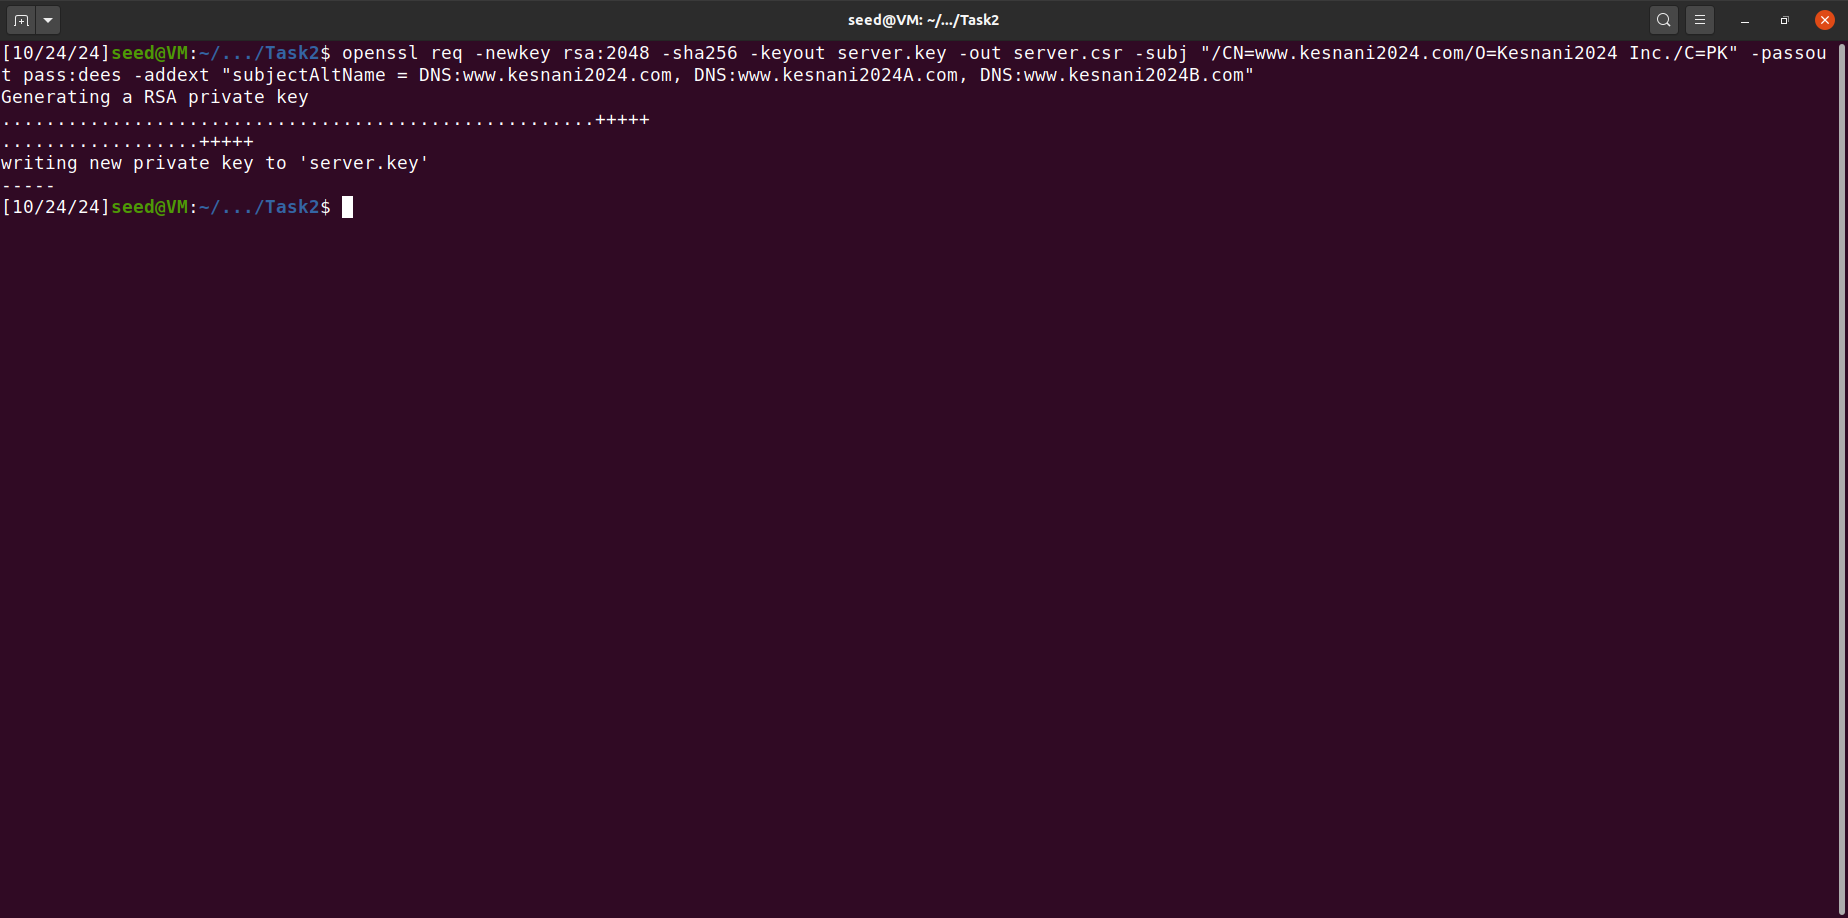 seed@VM: ~/.../Task2
[10/24/24]seed@VM:~/.../Task2$ openssl req -newkey rsa:2048 -sha256 -keyout server.key -out server.csr -subj "/CN=www.kesnani2024.com/O=Kesnani2024 Inc./C=PK" -passou
t pass:dees -addext "subjectAltName = DNS:www.kesnani2024.com, DNS:www.kesnani2024A.com, DNS:www.kesnani2024B.com"
Generating a RSA private key
......................................................+++++
..................+++++
writing new private key to 'server.key'
-----
[10/24/24]seed@VM:~/.../Task2$